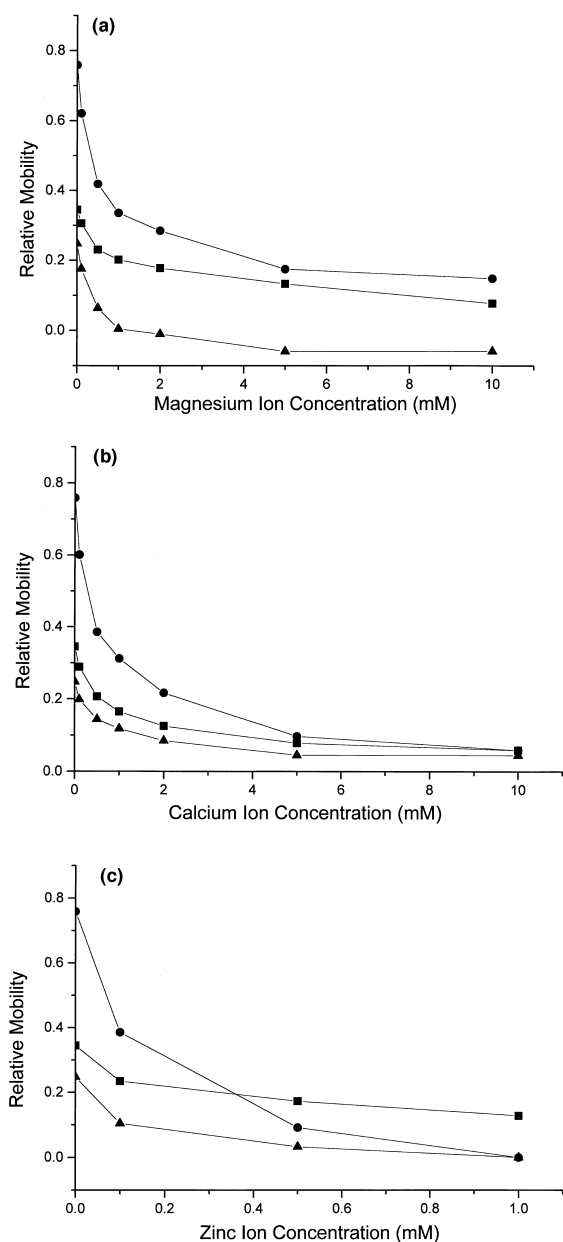 (a)
0.8
0.6
0.4
0.2
0.0
Relative Mobility
0 2 4 6 8 10
Magnesium Ion Concentration (mM)
(b)
0.8
0.6
0.4
0.2
0.0
Relative Mobility
0 2 4 6 8 10
Calcium Ion Concentration (mM)
(c)
0.8
0.6
0.4
0.2
0.0
Relative Mobility
0.0 0.2 0.4 0.6 0.8 1.0
Zinc Ion Concentration (mM)